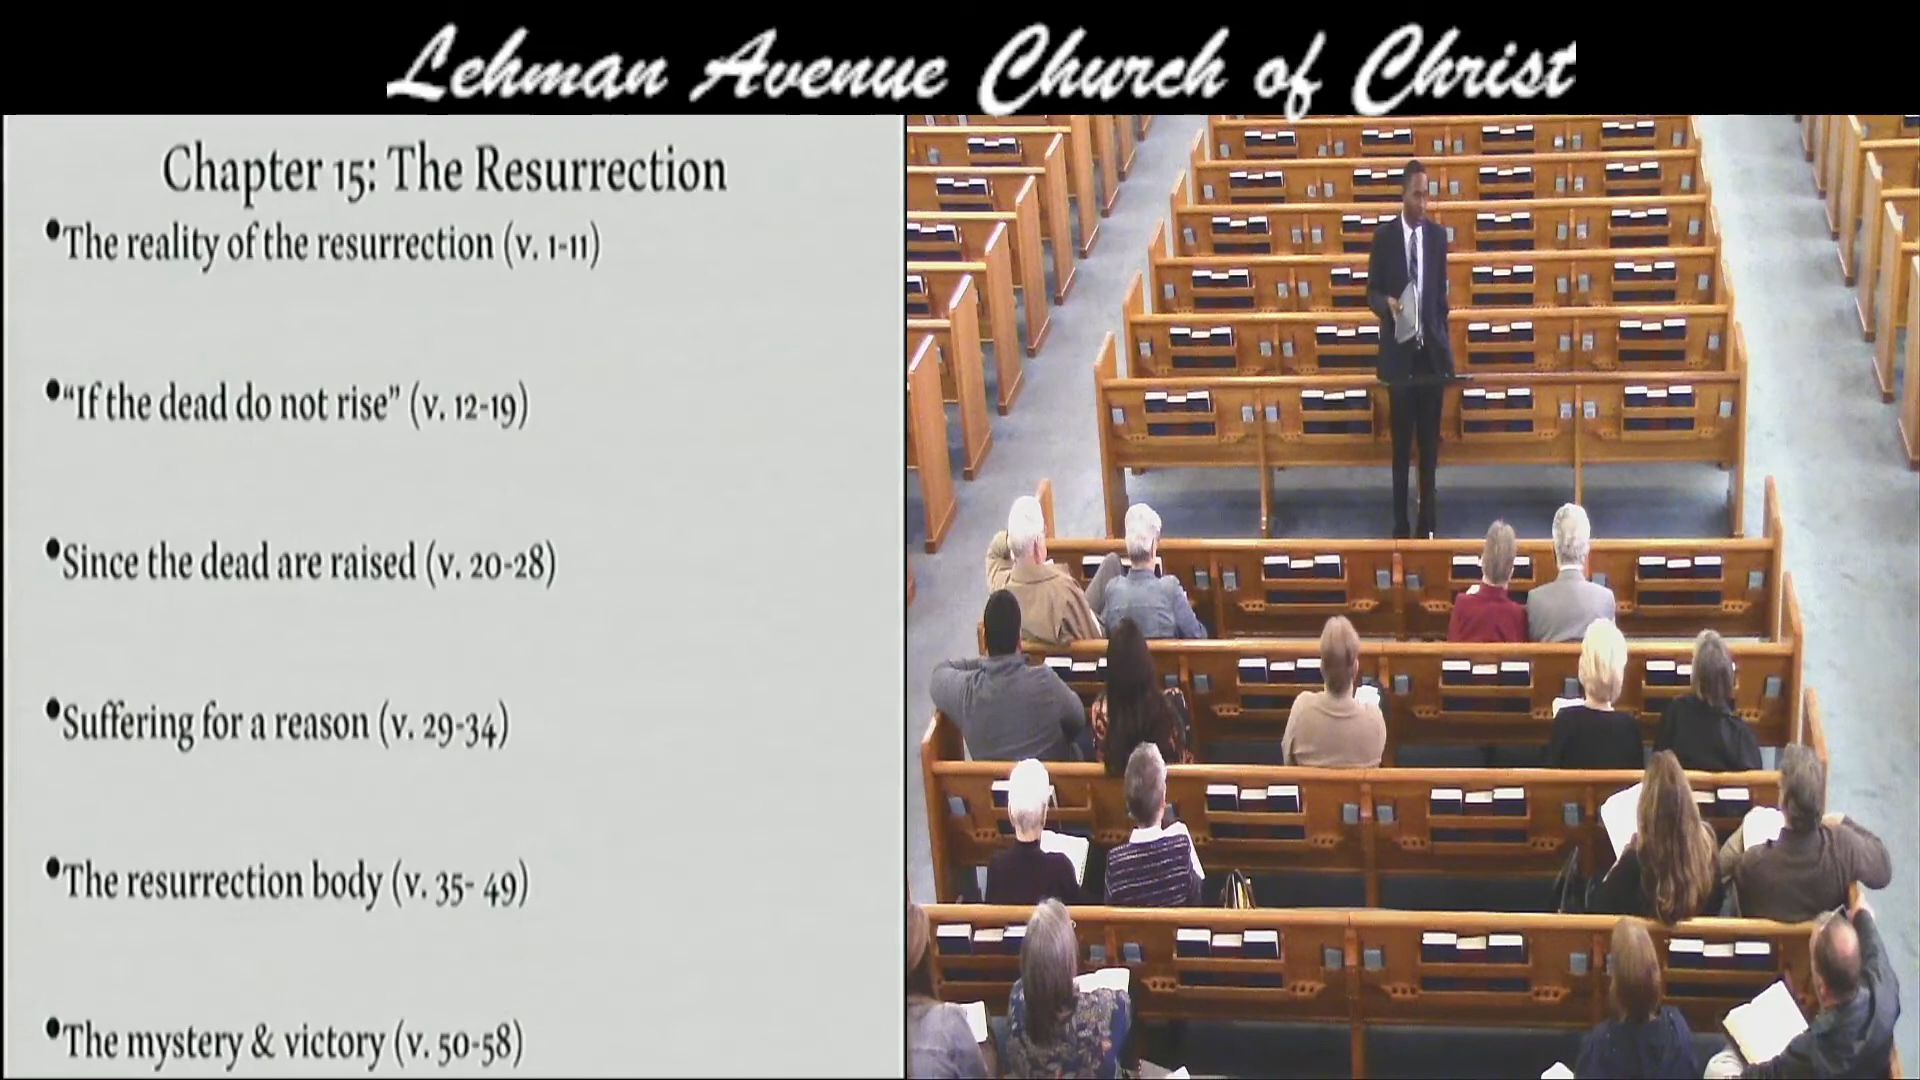 Lehman Avenue Church of Christ
Chapter 15: The Resurrection
•The reality of the resurrection (v. 1-11)
•“If the dead do not rise” (v. 12-19)
•Since the dead are raised (v. 20-28)
•Suffering for a reason (v. 29-34)
•The resurrection body (v. 35- 49)
•The mystery & victory (v. 50-58)